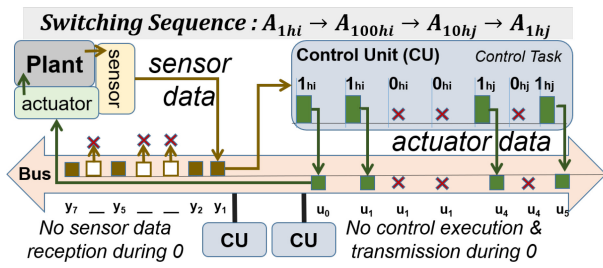 Switching Sequence : A1hi → A100hi → A10hj → A1hj
Plant
actuator
sensor
sensor
data
Control Unit (CU)
Control Task
1hi 1hi 0hi 0hi 1hj 0hj 1hj
actuator data
Bus
y7 _ y5 _ _ y2 y1
u0 u1 u1 u1 u4 u4 u5
No sensor data
reception during 0
CU
CU
No control execution &
transmission during 0